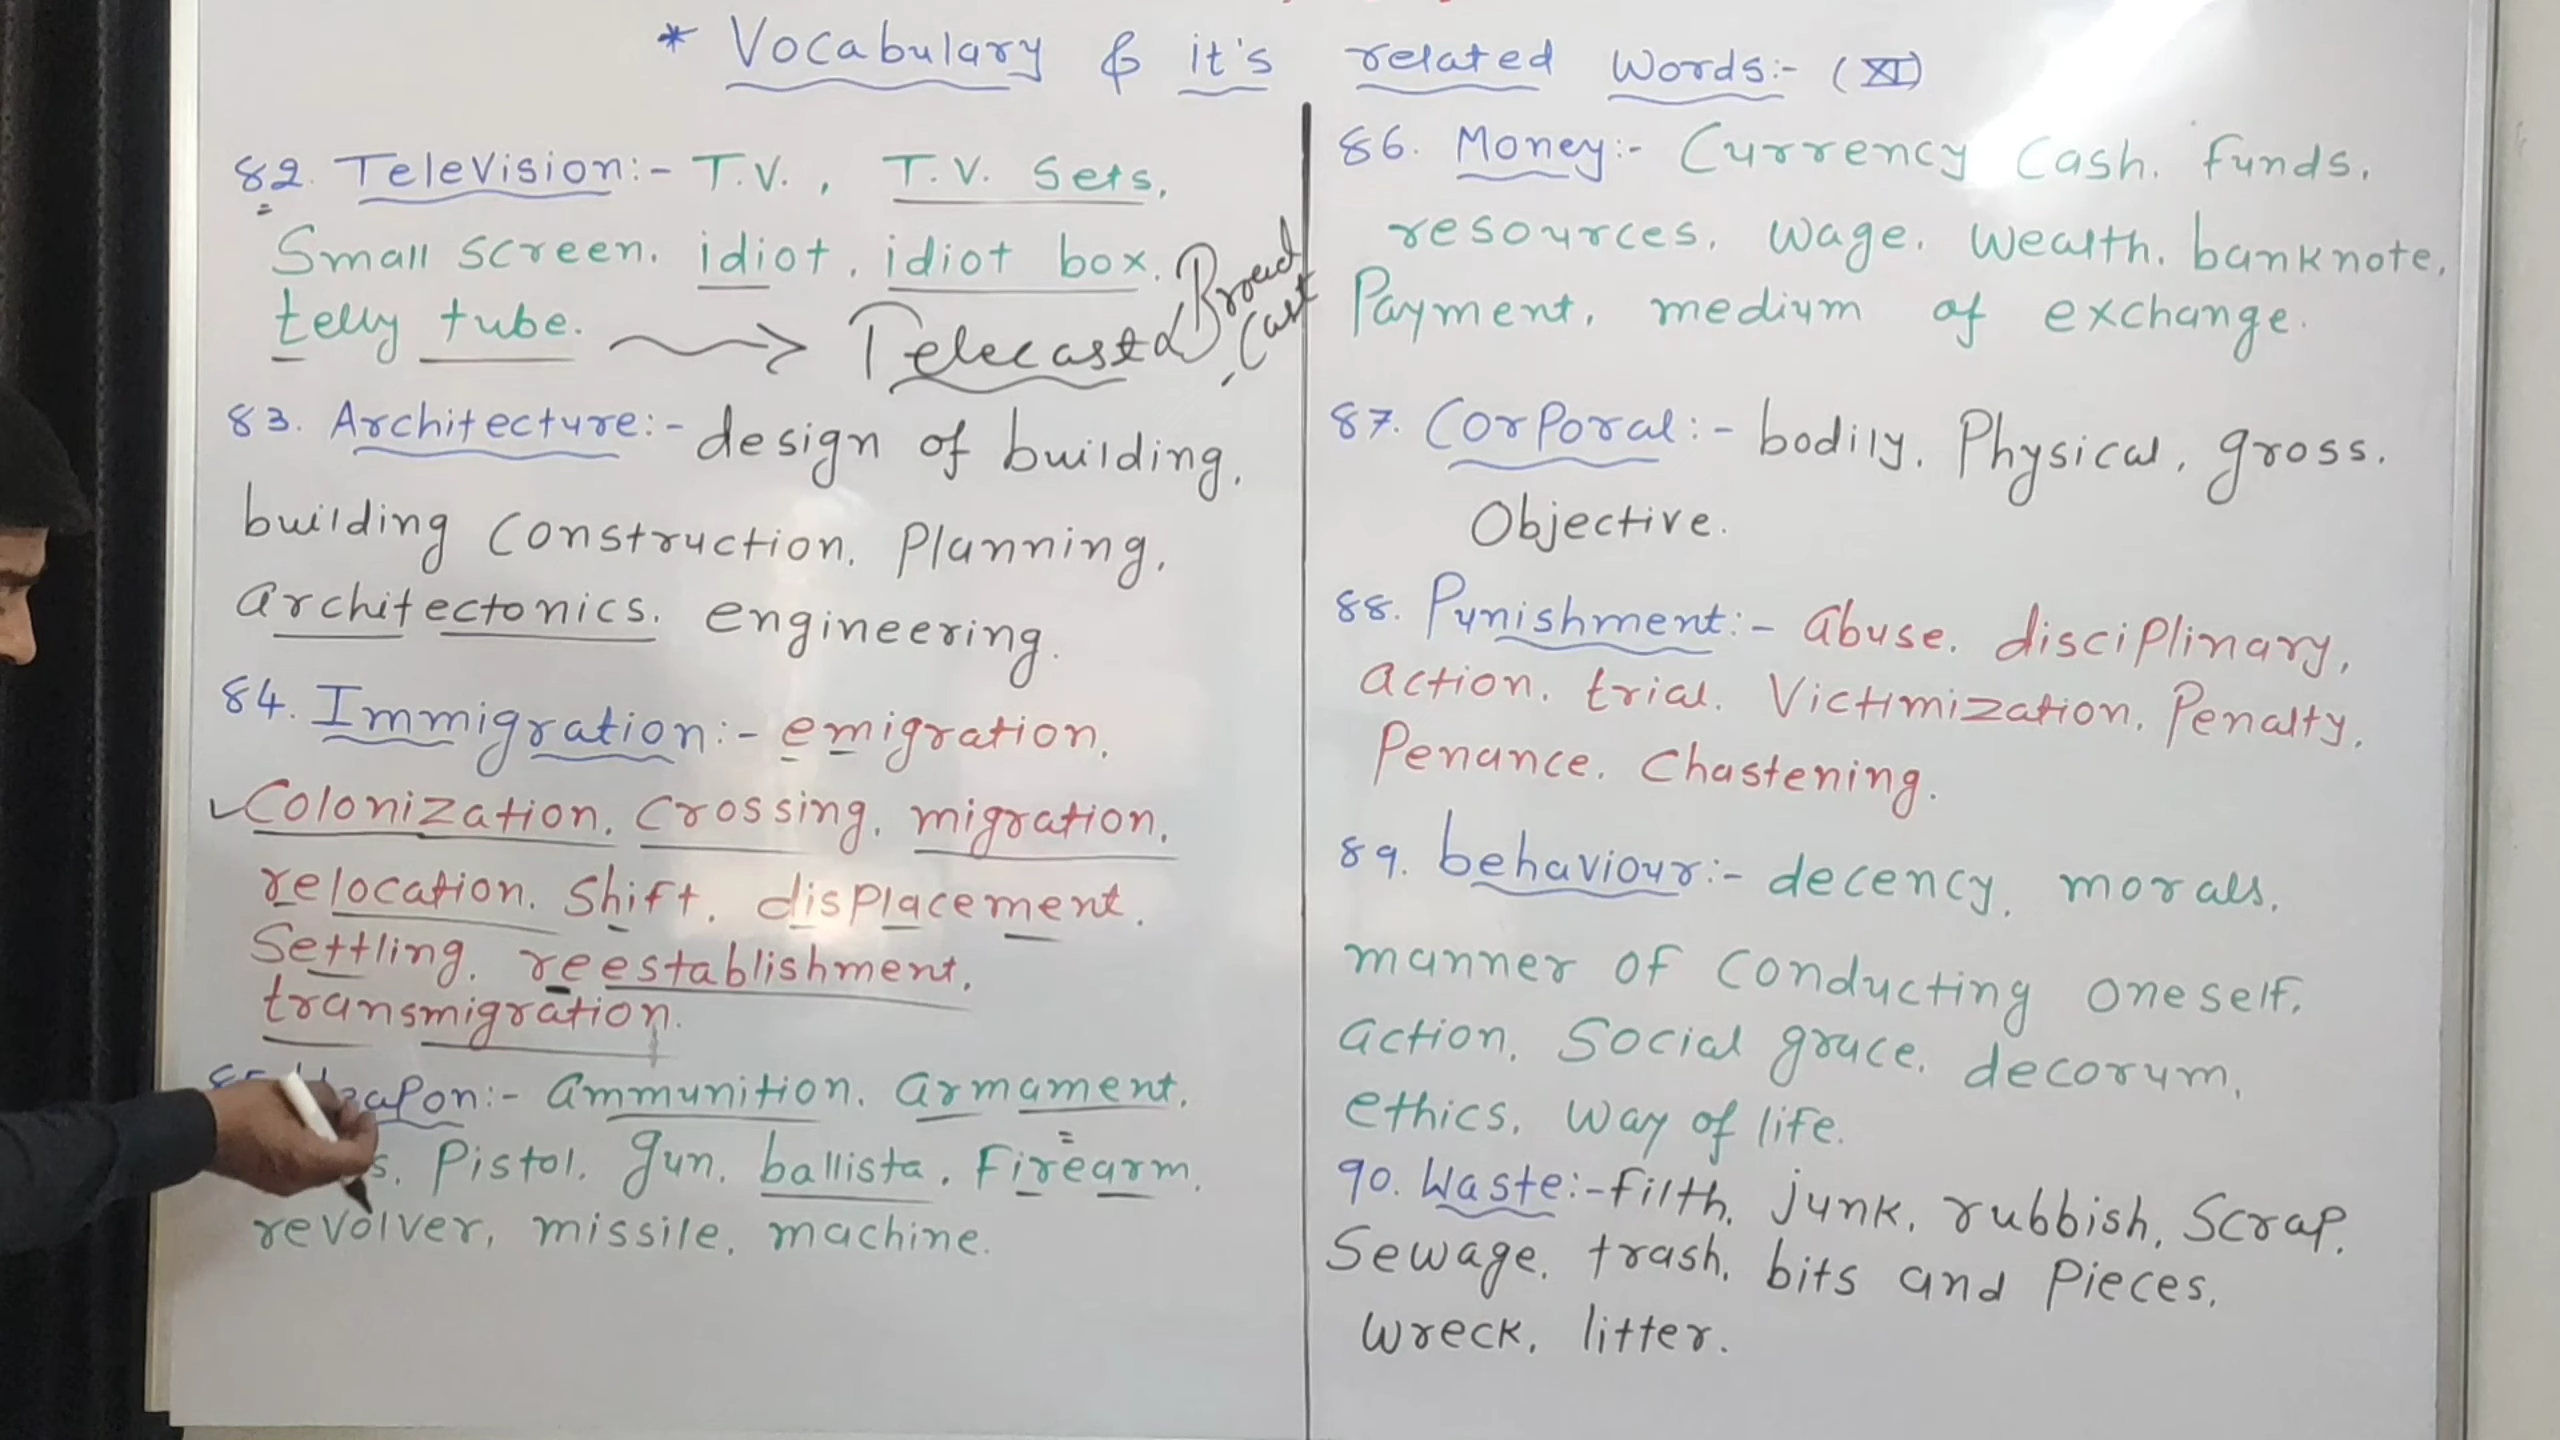 * Vocabulary & it's related Words:- (XI)
82. Television:- T.V., T.V. Sets,
Small screen, idiot, idiot box,
telly tube. → Telecast & Broad Cast
83. Architecture:- design of building,
building Construction, Planning,
architectonics, engineering.
84. Immigration:- emigration,
✓Colonization, Crossing, migration,
relocation, Shift, displacement,
Settling, reestablishment,
transmigration.
:- ammunition, armament,
Pistol, gun, ballista, Firearm,
revolver, missile, machine.
86. Money:- Currency Cash, funds,
resources, wage, wealth, banknote,
Payment, medium of exchange.
87. Corporal:- bodily, Physical, gross,
Objective.
88. Punishment:- abuse, disciplinary,
action, trial, Victimization, Penalty,
Penance, Chastening.
89. behaviour:- decency, morals,
manner of Conducting oneself,
action, Social grace, decorum,
ethics, way of life.
90. Waste:- filth, junk, rubbish, Scrap,
Sewage, trash, bits and Pieces,
wreck, litter.